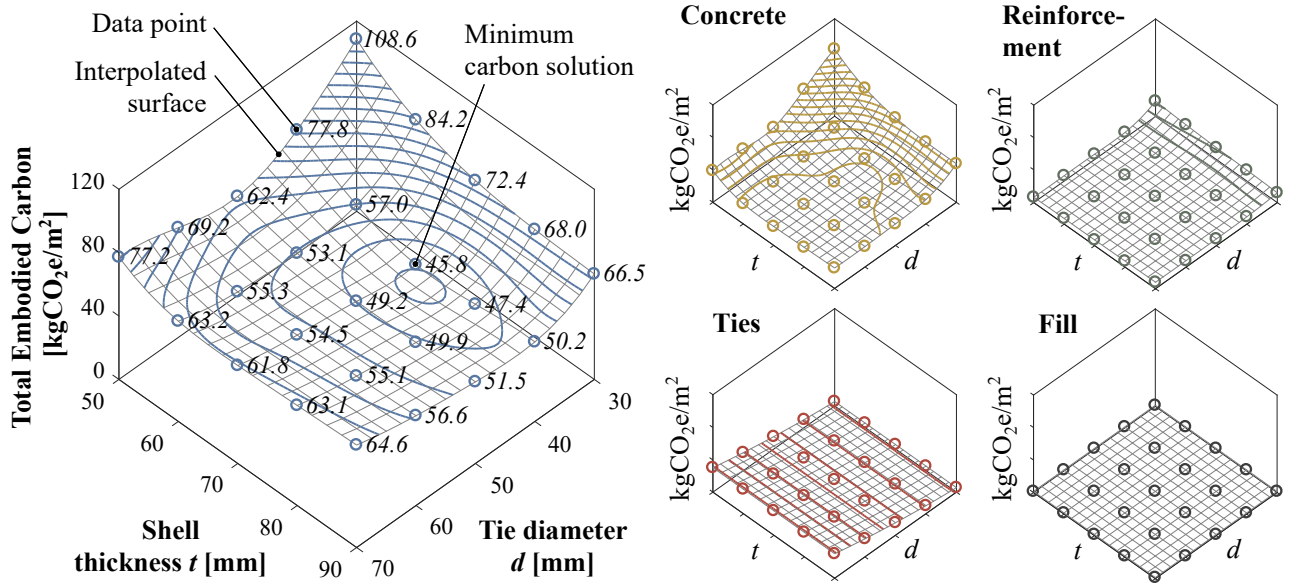 Data point
Interpolated
surface
Minimum
carbon solution
108.6
77.8
84.2
62.4
72.4
69.2
57.0
68.0
77.2
53.1
45.8
66.5
55.3
49.2
47.4
63.2
54.5
49.9
50.2
61.8
55.1
51.5
63.1
56.6
64.6
Total Embodied Carbon
[kgCO₂e/m²]
120
80
40
0
50
60
70
80
90
Shell
thickness t [mm]
30
40
50
60
70
Tie diameter
d [mm]
Concrete
kgCO₂e/m²
t
d
Reinforce-
ment
kgCO₂e/m²
t
d
Ties
kgCO₂e/m²
t
d
Fill
kgCO₂e/m²
t
d